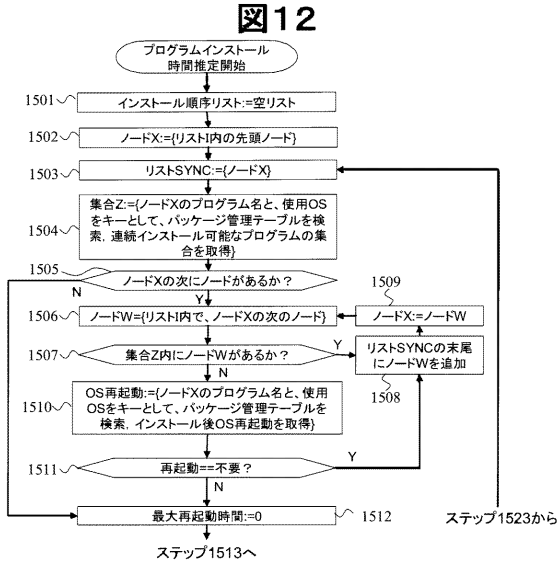 図12
プログラムインストール
時間推定開始
1501
インストール順序リスト:=空リスト
1502
ノードX:={リストI内の先頭ノード}
1503
リストSYNC:={ノードX}
1504
集合Z:={ノードXのプログラム名と、使用OS
をキーとして、パッケージ管理テーブルを検
索，連続インストール可能なプログラムの集
合を取得}
1505
ノードXの次にノードがあるか？
N
Y
1506
ノードW={リストI内で、ノードXの次のノード}
1509
ノードX:=ノードW
1507
集合Z内にノードWがあるか？
Y
N
リストSYNCの末尾
にノードWを追加
1508
1510
OS再起動:={ノードXのプログラム名と、使用
OSをキーとして、パッケージ管理テーブルを
検索，インストール後OS再起動を取得}
1511
再起動==不要？
Y
N
最大再起動時間:=0
1512
ステップ1523から
ステップ1513へ